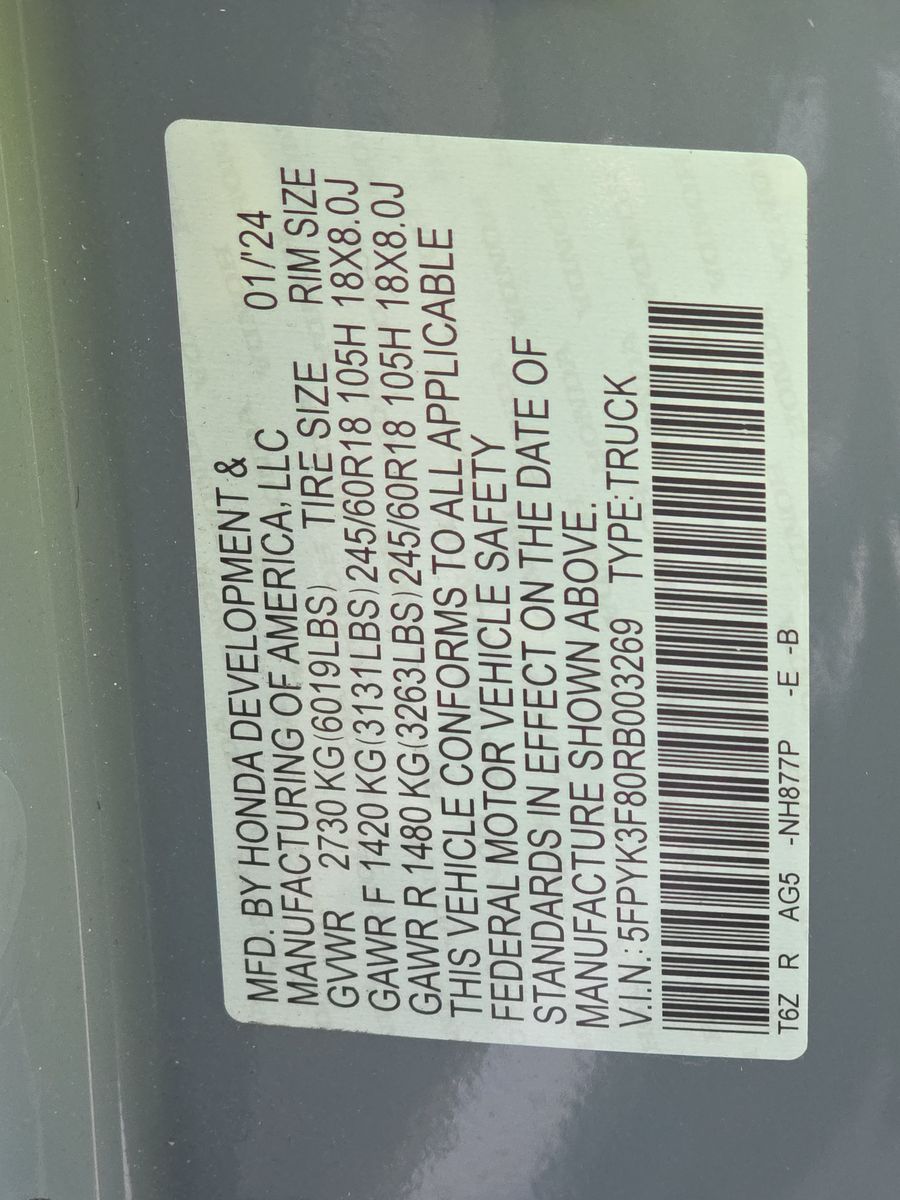 MFD. BY HONDA DEVELOPMENT &
MANUFACTURING OF AMERICA, LLC 01/'24
GVWR 2730 KG (6019LBS) TIRE SIZE RIM SIZE
GAWR F 1420 KG (3131LBS) 245/60R18 105H 18X8.0J
GAWR R 1480 KG (3263LBS) 245/60R18 105H 18X8.0J
THIS VEHICLE CONFORMS TO ALL APPLICABLE
FEDERAL MOTOR VEHICLE SAFETY
STANDARDS IN EFFECT ON THE DATE OF
MANUFACTURE SHOWN ABOVE.
V.I.N.: 5FPYK3F80RB003269 TYPE: TRUCK
T6Z R AG5 -NH877P -E -B